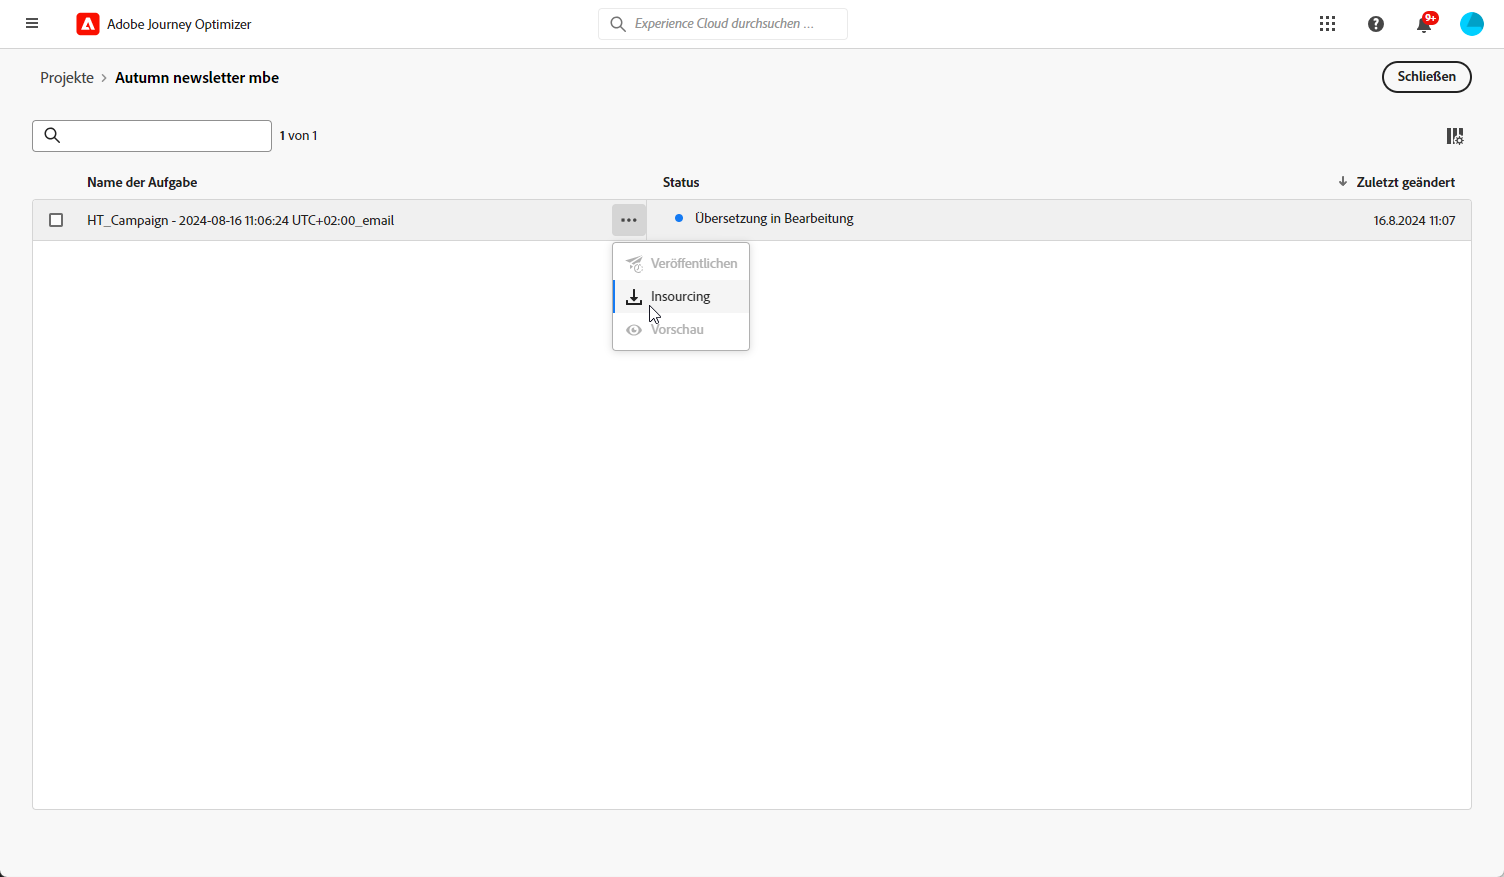 Adobe Journey Optimizer
Experience Cloud durchsuchen ...
9+
Projekte > Autumn newsletter mbe
Schließen
1 von 1
Name der Aufgabe
Status
Zuletzt geändert
HT_Campaign - 2024-08-16 11:06:24 UTC+02:00_email
Übersetzung in Bearbeitung
16.8.2024 11:07
Veröffentlichen
Insourcing
Vorschau